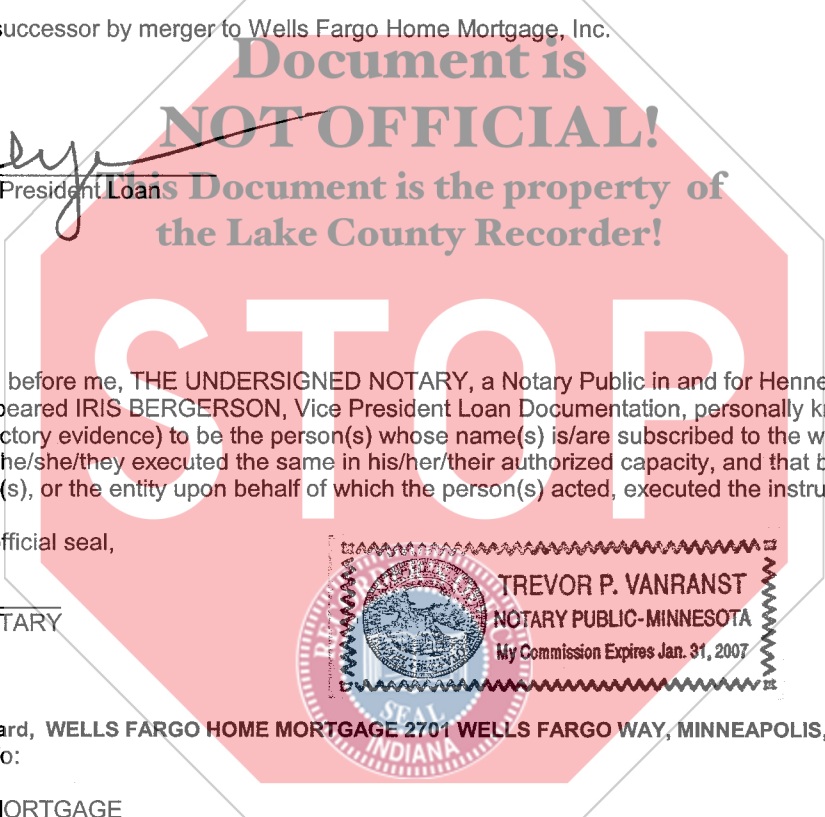 successor by merger to Wells Fargo Home Mortgage, Inc.
Document is
NOT OFFICIAL!
This Document is the property of
the Lake County Recorder!
President Loan
STOP
before me, THE UNDERSIGNED NOTARY, a Notary Public in and for Henne
peared IRIS BERGERSON, Vice President Loan Documentation, personally k
ctory evidence) to be the person(s) whose name(s) is/are subscribed to the w
he/she/they executed the same in his/her/their authorized capacity, and that b
(s), or the entity upon behalf of which the person(s) acted, executed the instru
fficial seal,
TREVOR P. VANRANST
NOTARY PUBLIC-MINNESOTA
My Commission Expires Jan. 31, 2007
TARY
SEAL
INDIANA
ard, WELLS FARGO HOME MORTGAGE 2701 WELLS FARGO WAY, MINNEAPOLIS,
o:
MORTGAGE